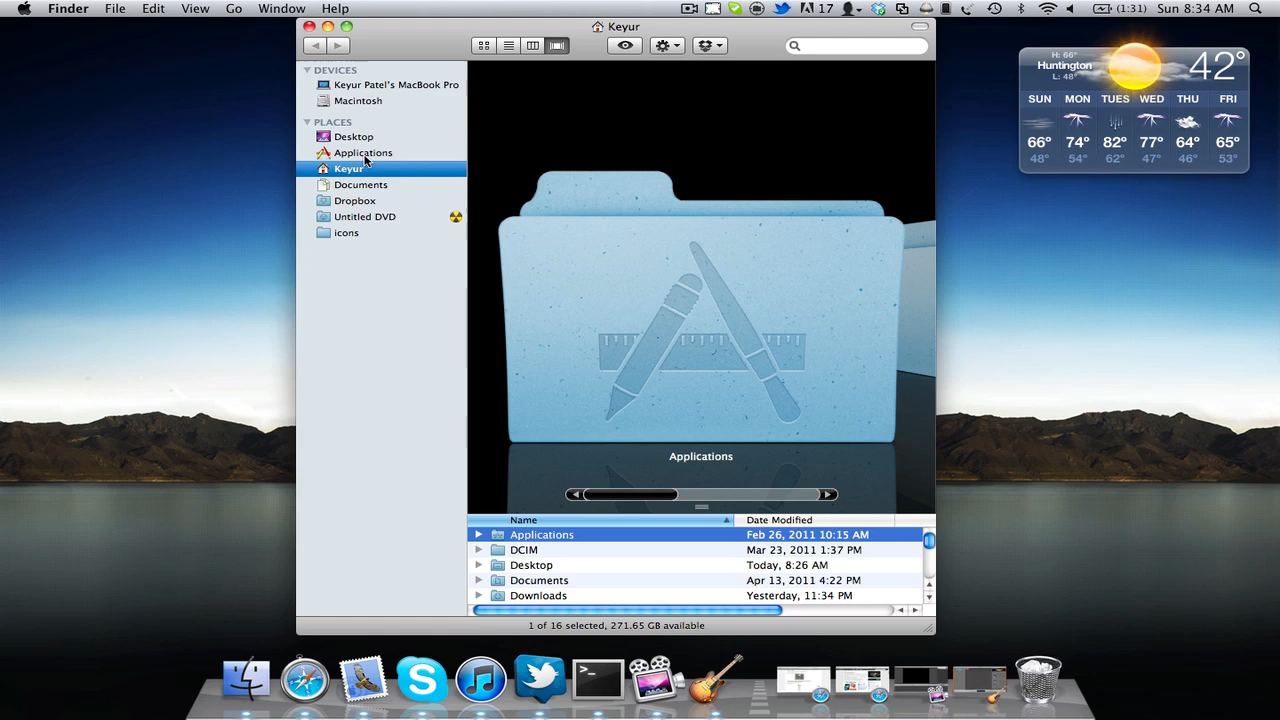 Finder File Edit View Go Window Help
17 (1:31) Sun 8:34 AM
Keyur
DEVICES
Keyur Patel's MacBook Pro
Macintosh
PLACES
Desktop
Applications
Keyur
Documents
Dropbox
Untitled DVD
icons
Applications
Name Date Modified
Applications Feb 26, 2011 10:15 AM
DCIM Mar 23, 2011 1:37 PM
Desktop Today, 8:26 AM
Documents Apr 13, 2011 4:22 PM
Downloads Yesterday, 11:34 PM
1 of 16 selected, 271.65 GB available
H: 66°
Huntington
L: 48°
42°
SUN MON TUES WED THU FRI
66° 74° 82° 77° 64° 65°
48° 54° 62° 47° 46° 53°